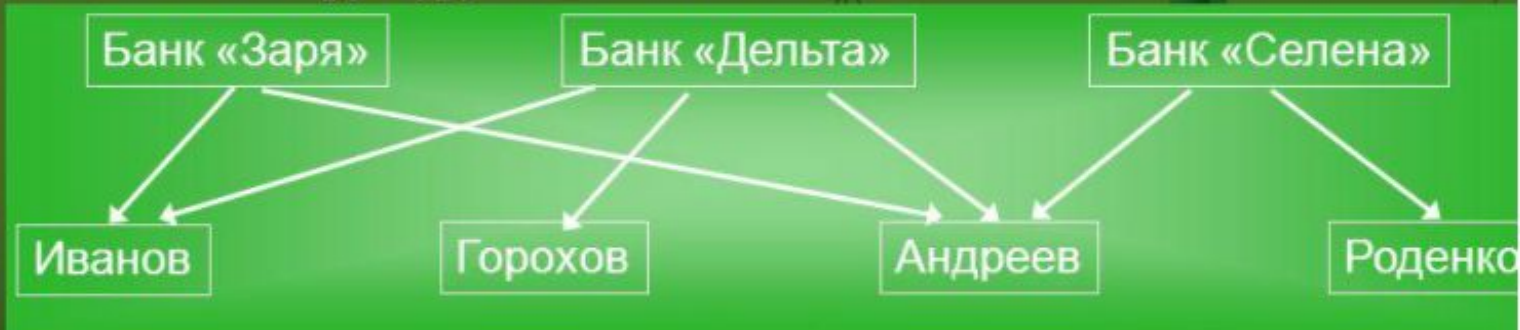 Банк «Заря» Банк «Дельта» Банк «Селена»
Иванов Горохов Андреев Роденко